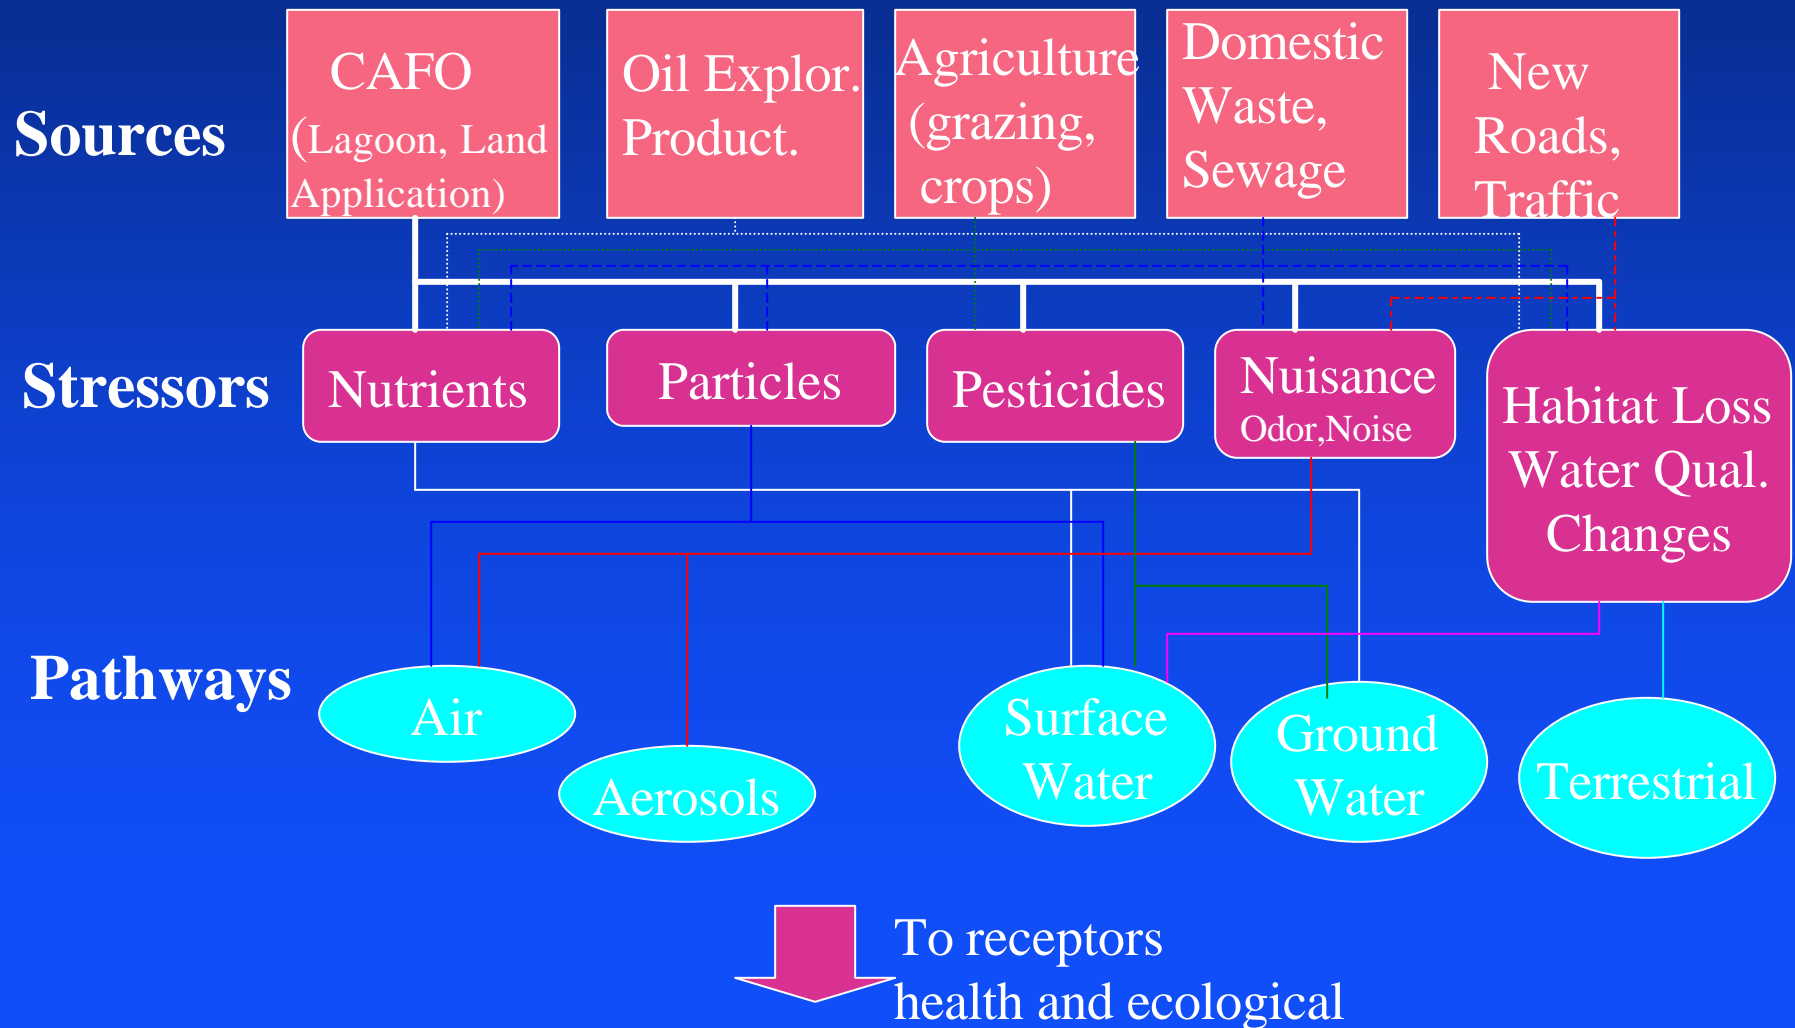 Sources
CAFO
(Lagoon, Land
Application)
Oil Explor.
Product.
Agriculture
(grazing,
crops)
Domestic
Waste,
Sewage
New
Roads,
Traffic
Stressors
Nutrients
Particles
Pesticides
Nuisance
Odor,Noise
Habitat Loss
Water Qual.
Changes
Pathways
Air
Aerosols
Surface
Water
Ground
Water
Terrestrial
To receptors
health and ecological